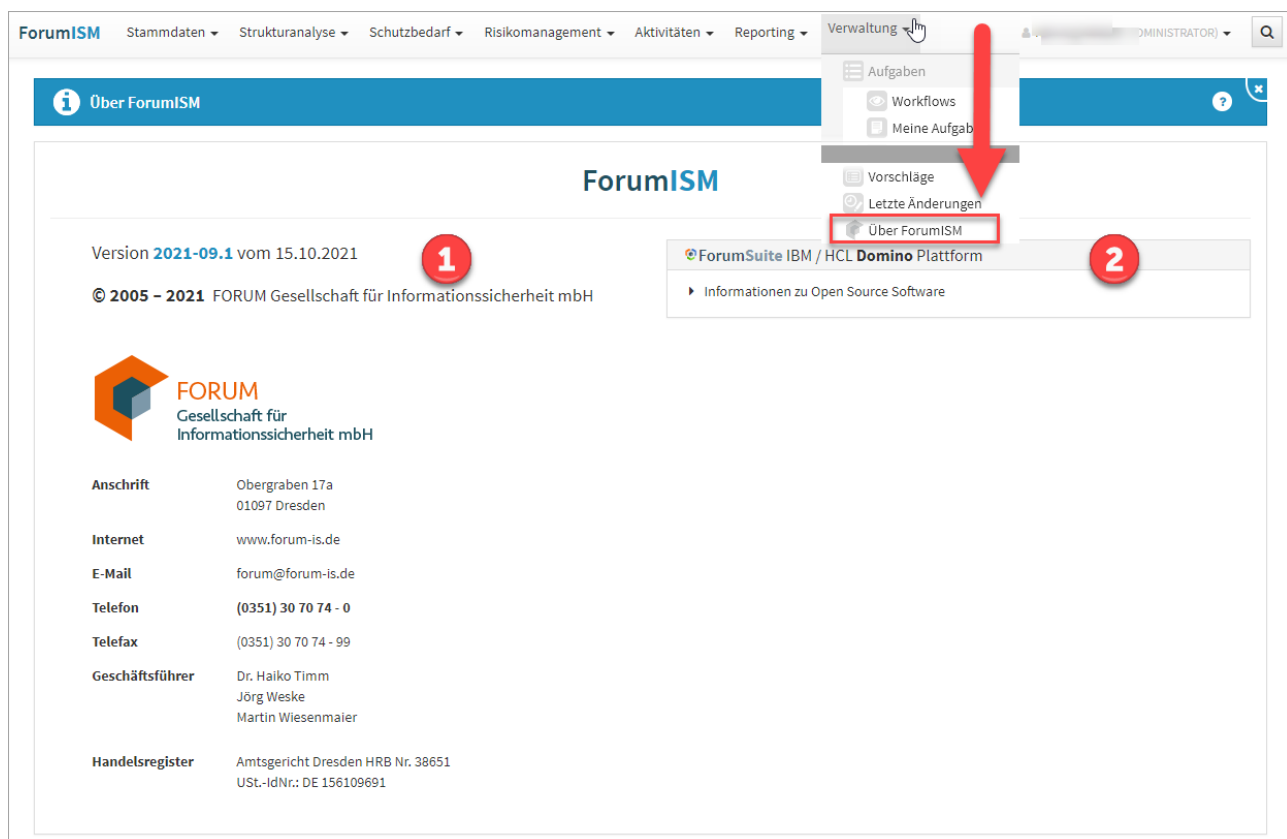 ForumISM Stammdaten Strukturanalyse Schutzbedarf Risikomanagement Aktivitäten Reporting Verwaltung
Aufgaben
Workflows
Meine Aufgab
Vorschläge
Letzte Änderungen
Über ForumISM
Über ForumISM ?
ForumISM
Version 2021-09.1 vom 15.10.2021
1
© 2005 – 2021 FORUM Gesellschaft für Informationssicherheit mbH
ForumSuite IBM / HCL Domino Plattform
2
Informationen zu Open Source Software
FORUM
Gesellschaft für
Informationssicherheit mbH
Anschrift Obergraben 17a
01097 Dresden
Internet www.forum-is.de
E-Mail forum@forum-is.de
Telefon (0351) 30 70 74 - 0
Telefax (0351) 30 70 74 - 99
Geschäftsführer Dr. Haiko Timm
Jörg Weske
Martin Wiesenmaier
Handelsregister Amtsgericht Dresden HRB Nr. 38651
USt.-IdNr.: DE 156109691